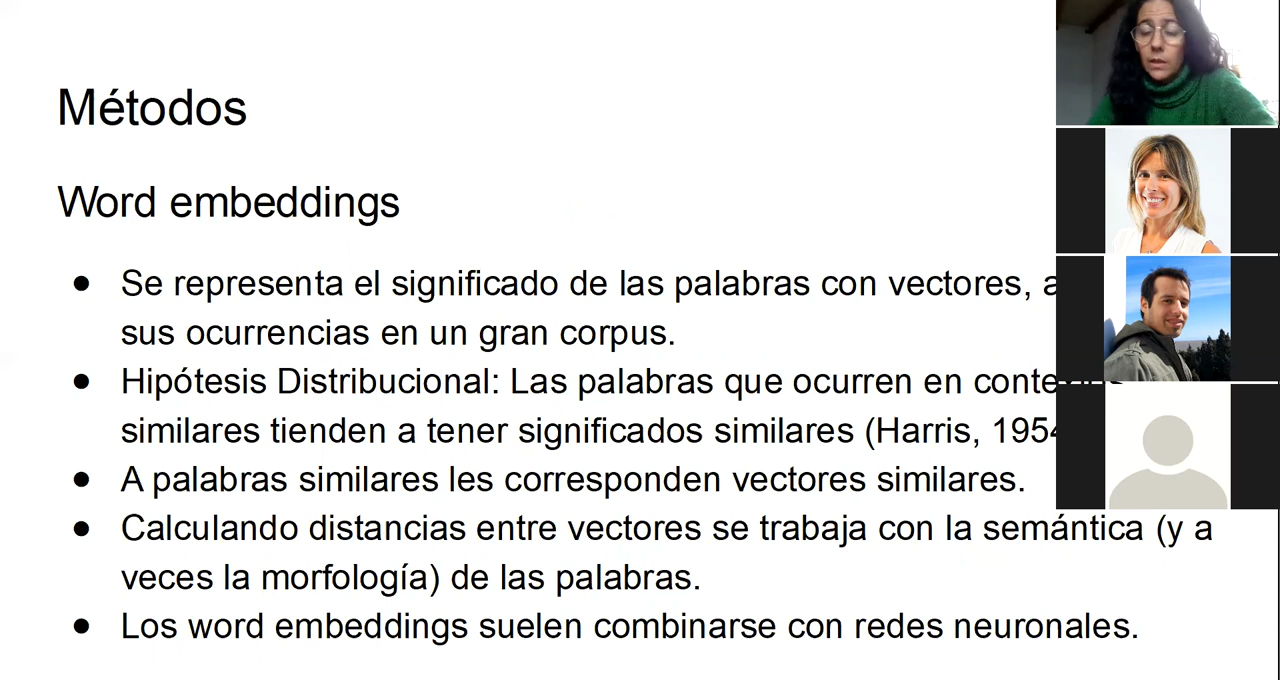 Métodos
Word embeddings
● Se representa el significado de las palabras con vectores,
sus ocurrencias en un gran corpus.
● Hipótesis Distribucional: Las palabras que ocurren en contextos
similares tienden a tener significados similares (Harris, 1954
● A palabras similares les corresponden vectores similares.
● Calculando distancias entre vectores se trabaja con la semántica (y a
veces la morfología) de las palabras.
● Los word embeddings suelen combinarse con redes neuronales.